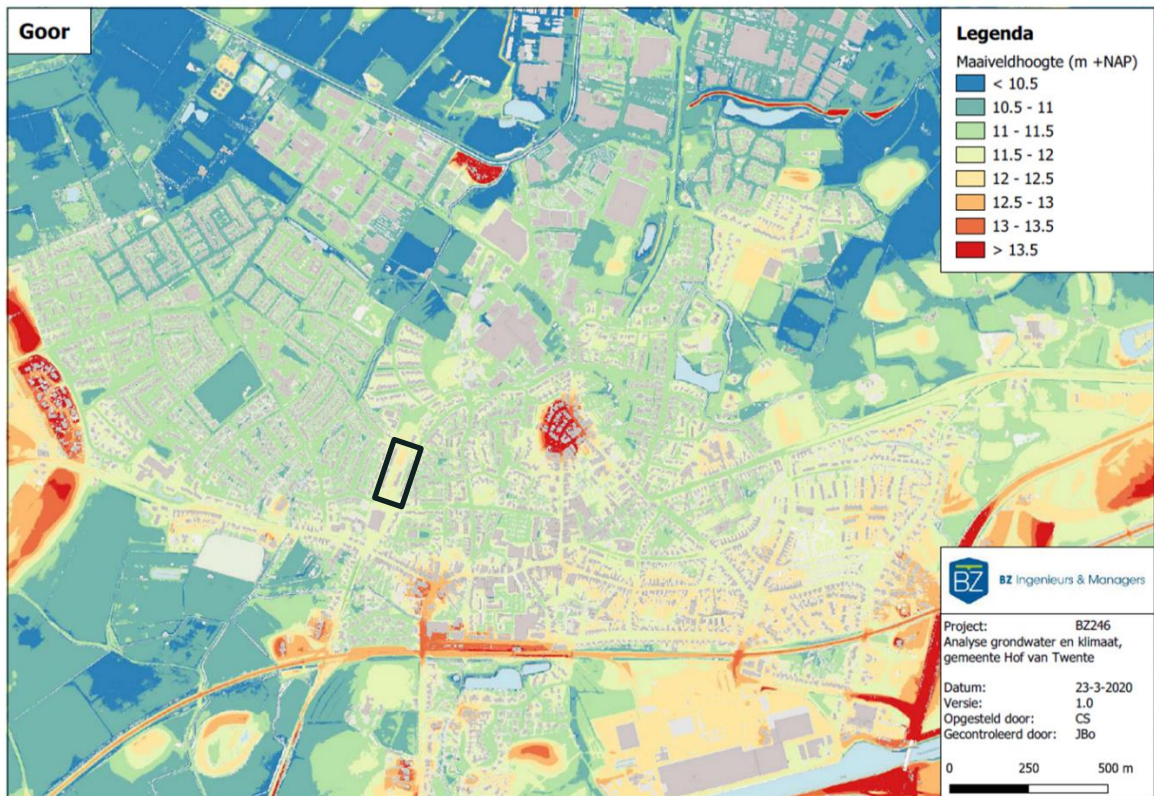 Goor
Legenda
Maaiveldhoogte (m +NAP)
< 10.5
10.5 - 11
11 - 11.5
11.5 - 12
12 - 12.5
12.5 - 13
13 - 13.5
> 13.5
BZ BZ Ingenieurs & Managers
Project: BZ246
Analyse grondwater en klimaat,
gemeente Hof van Twente
Datum: 23-3-2020
Versie: 1.0
Opgesteld door: CS
Gecontroleerd door: JBo
0 250 500 m